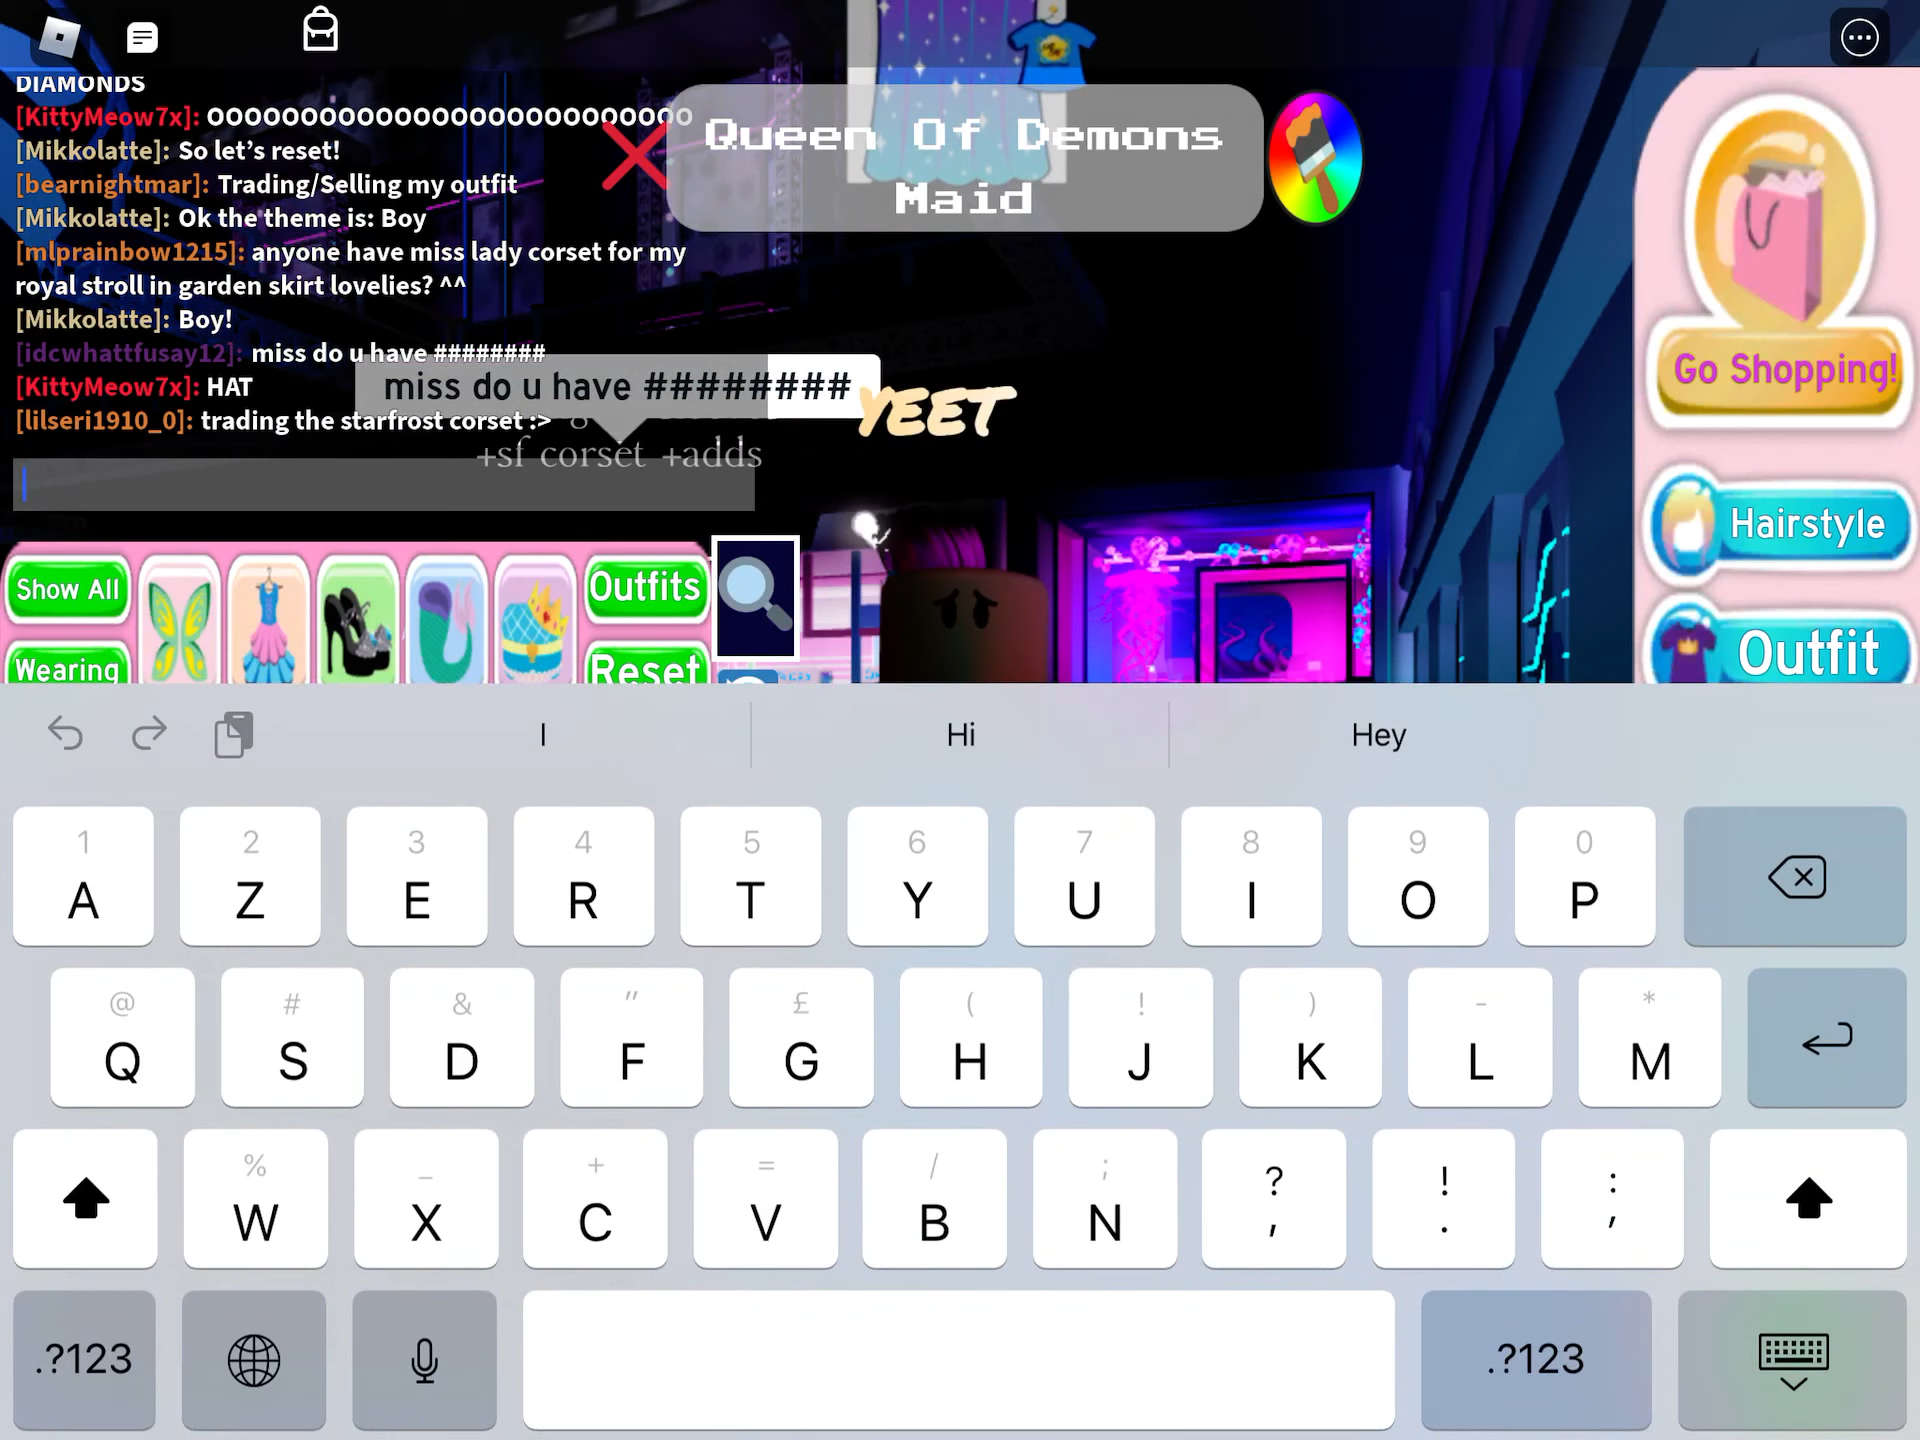 DIAMONDS
[KittyMeow7x]: OOOOOOOOOOOOOOOOOOOOOOOOOO
[Mikkolatte]: So let's reset!
[bearnightmar]: Trading/Selling my outfit
[Mikkolatte]: Ok the theme is: Boy
[mlprainbow1215]: anyone have miss lady corset for my
royal stroll in garden skirt lovelies? ^^
[Mikkolatte]: Boy!
[idcwhattfusay12]: miss do u have ########
[KittyMeow7x]: HAT
[lilseri1910_0]: trading the starfrost corset :>
Queen Of Demons
Maid
miss do u have ########
YEET
+sf corset +adds
Go Shopping!
Hairstyle
Outfit
Show All
Wearing
Outfits
Reset
I Hi Hey
1 2 3 4 5 6 7 8 9 0
A Z E R T Y U I O P
@ # & " £ ( ! ) - *
Q S D F G H J K L M
% _ + = / ; ? ! :
W X C V B N , . ,
.?123 .?123